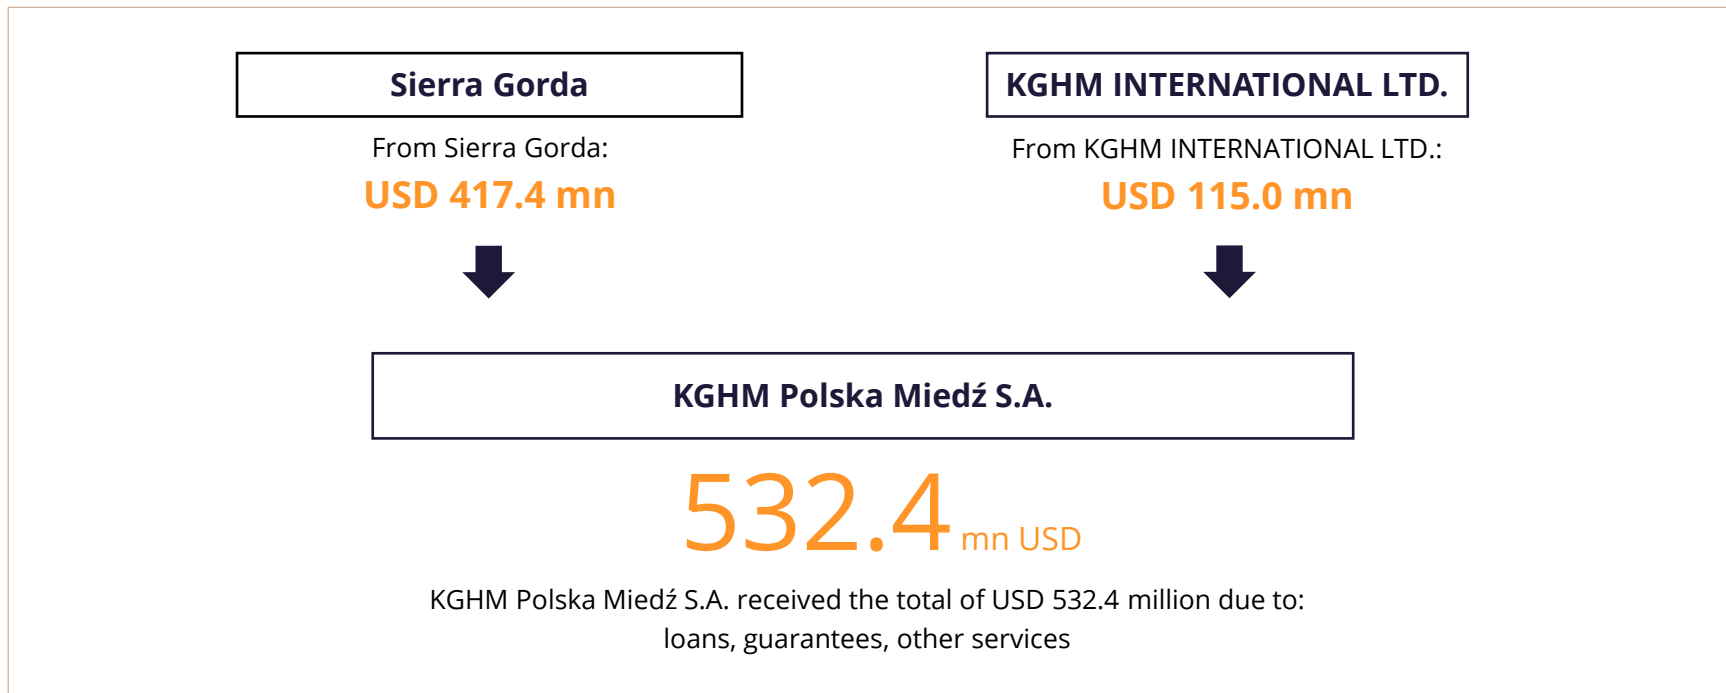 Sierra Gorda
From Sierra Gorda:
USD 417.4 mn
KGHM INTERNATIONAL LTD.
From KGHM INTERNATIONAL LTD.:
USD 115.0 mn
KGHM Polska Miedź S.A.
532.4 mn USD
KGHM Polska Miedź S.A. received the total of USD 532.4 million due to:
loans, guarantees, other services